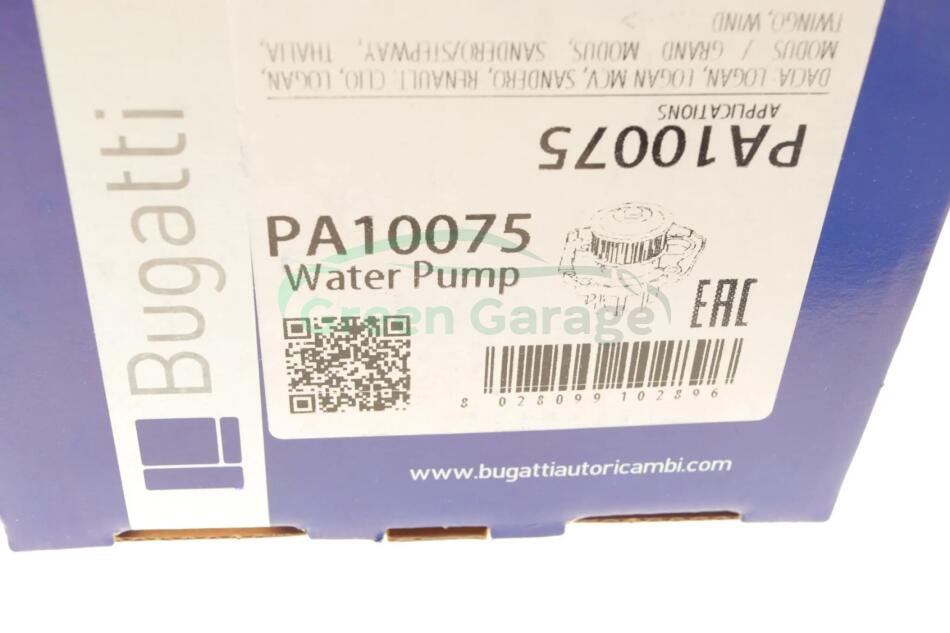 DACIA: LOGAN, LOGAN MCV, SANDERO, RENAULT: CLIO, LOGAN,
MODUS / GRAND MODUS, SANDERO/STEPWAY, THALIA,
TWINGO, WIND
APPLICATIONS
PA10075
Bugatti
PA10075
Water Pump
Green Garage
EAC
8 028099 102896
www.bugattiautoricambi.com